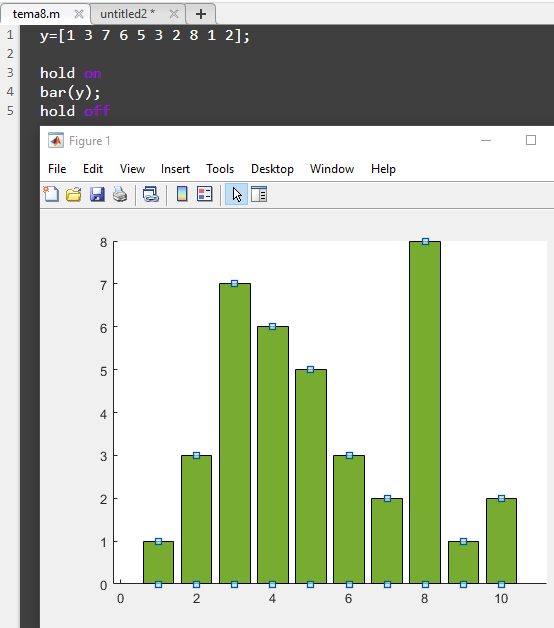 tema8.m × untitled2 * × +
1 y=[1 3 7 6 5 3 2 8 1 2];
2
3 hold on
4 bar(y);
5 hold off
Figure 1
File Edit View Insert Tools Desktop Window Help
8
7
6
5
4
3
2
1
0
0 2 4 6 8 10